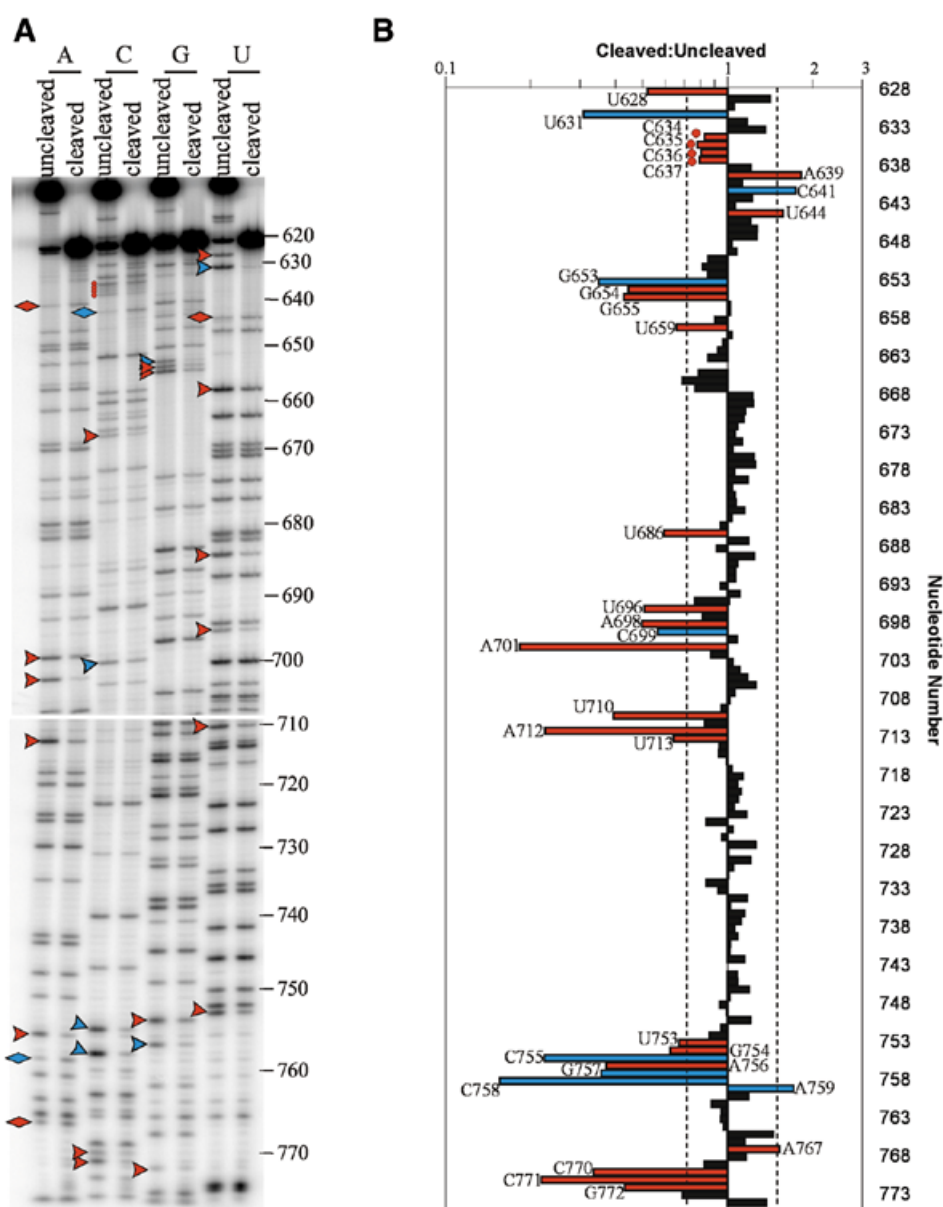 A
A C G U
uncleaved cleaved uncleaved cleaved uncleaved cleaved uncleaved cleaved
620
630
640
650
660
670
680
690
700
710
720
730
740
750
760
770
B
Cleaved:Uncleaved
0.1 1 2 3
U628
U631
C634
C635
C636
C637
A639
C641
U644
G653
G654
G655
U659
U686
U696
A698
C699
A701
U710
A712
U713
U753
G754
C755
A756
G757
C758
A759
A767
C770
C771
G772
628
633
638
643
648
653
658
663
668
673
678
683
688
693
698
703
708
713
718
723
728
733
738
743
748
753
758
763
768
773
Nucleotide Number